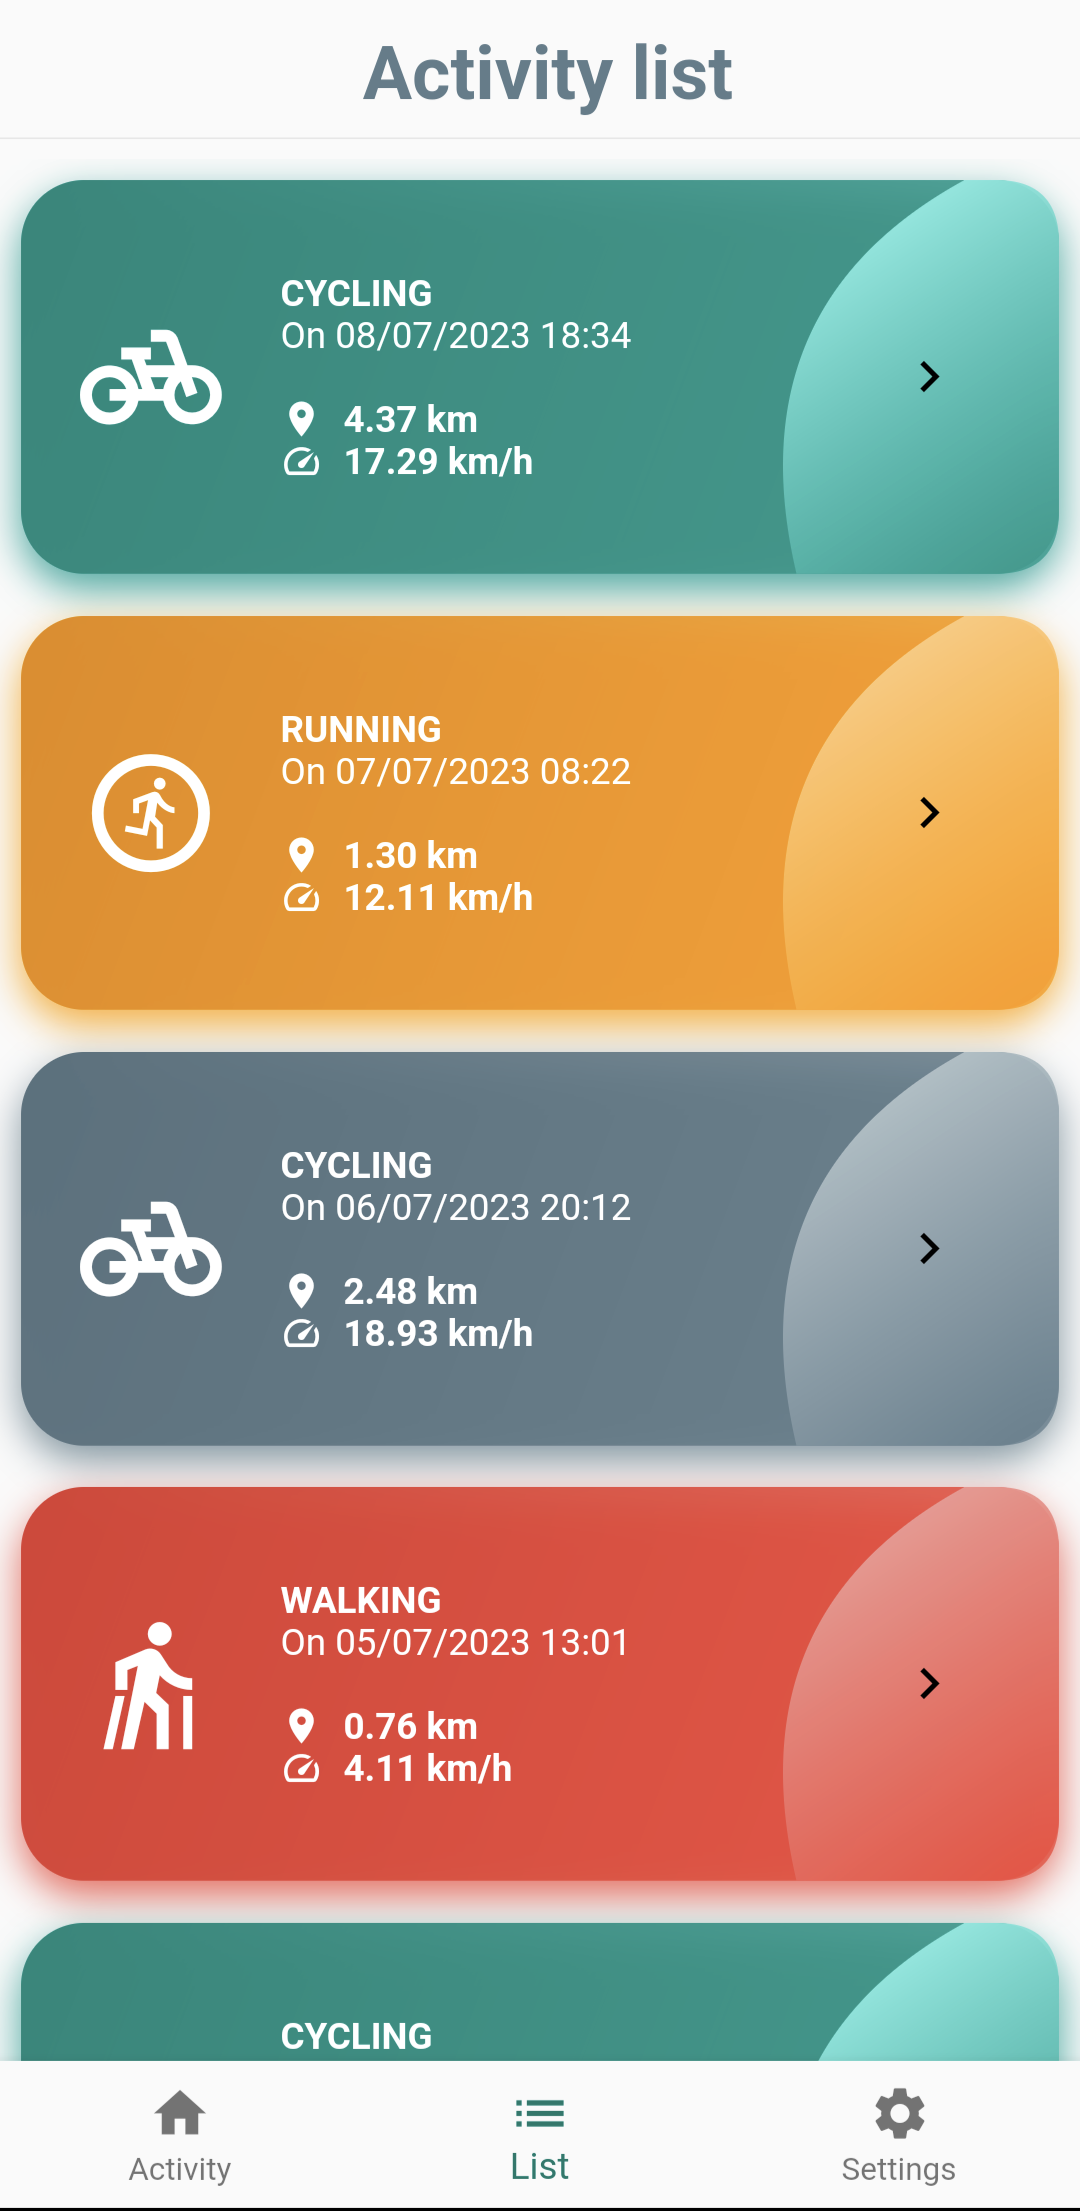 Activity list
CYCLING
On 08/07/2023 18:34
4.37 km
17.29 km/h
RUNNING
On 07/07/2023 08:22
1.30 km
12.11 km/h
CYCLING
On 06/07/2023 20:12
2.48 km
18.93 km/h
WALKING
On 05/07/2023 13:01
0.76 km
4.11 km/h
CYCLING
Activity
List
Settings